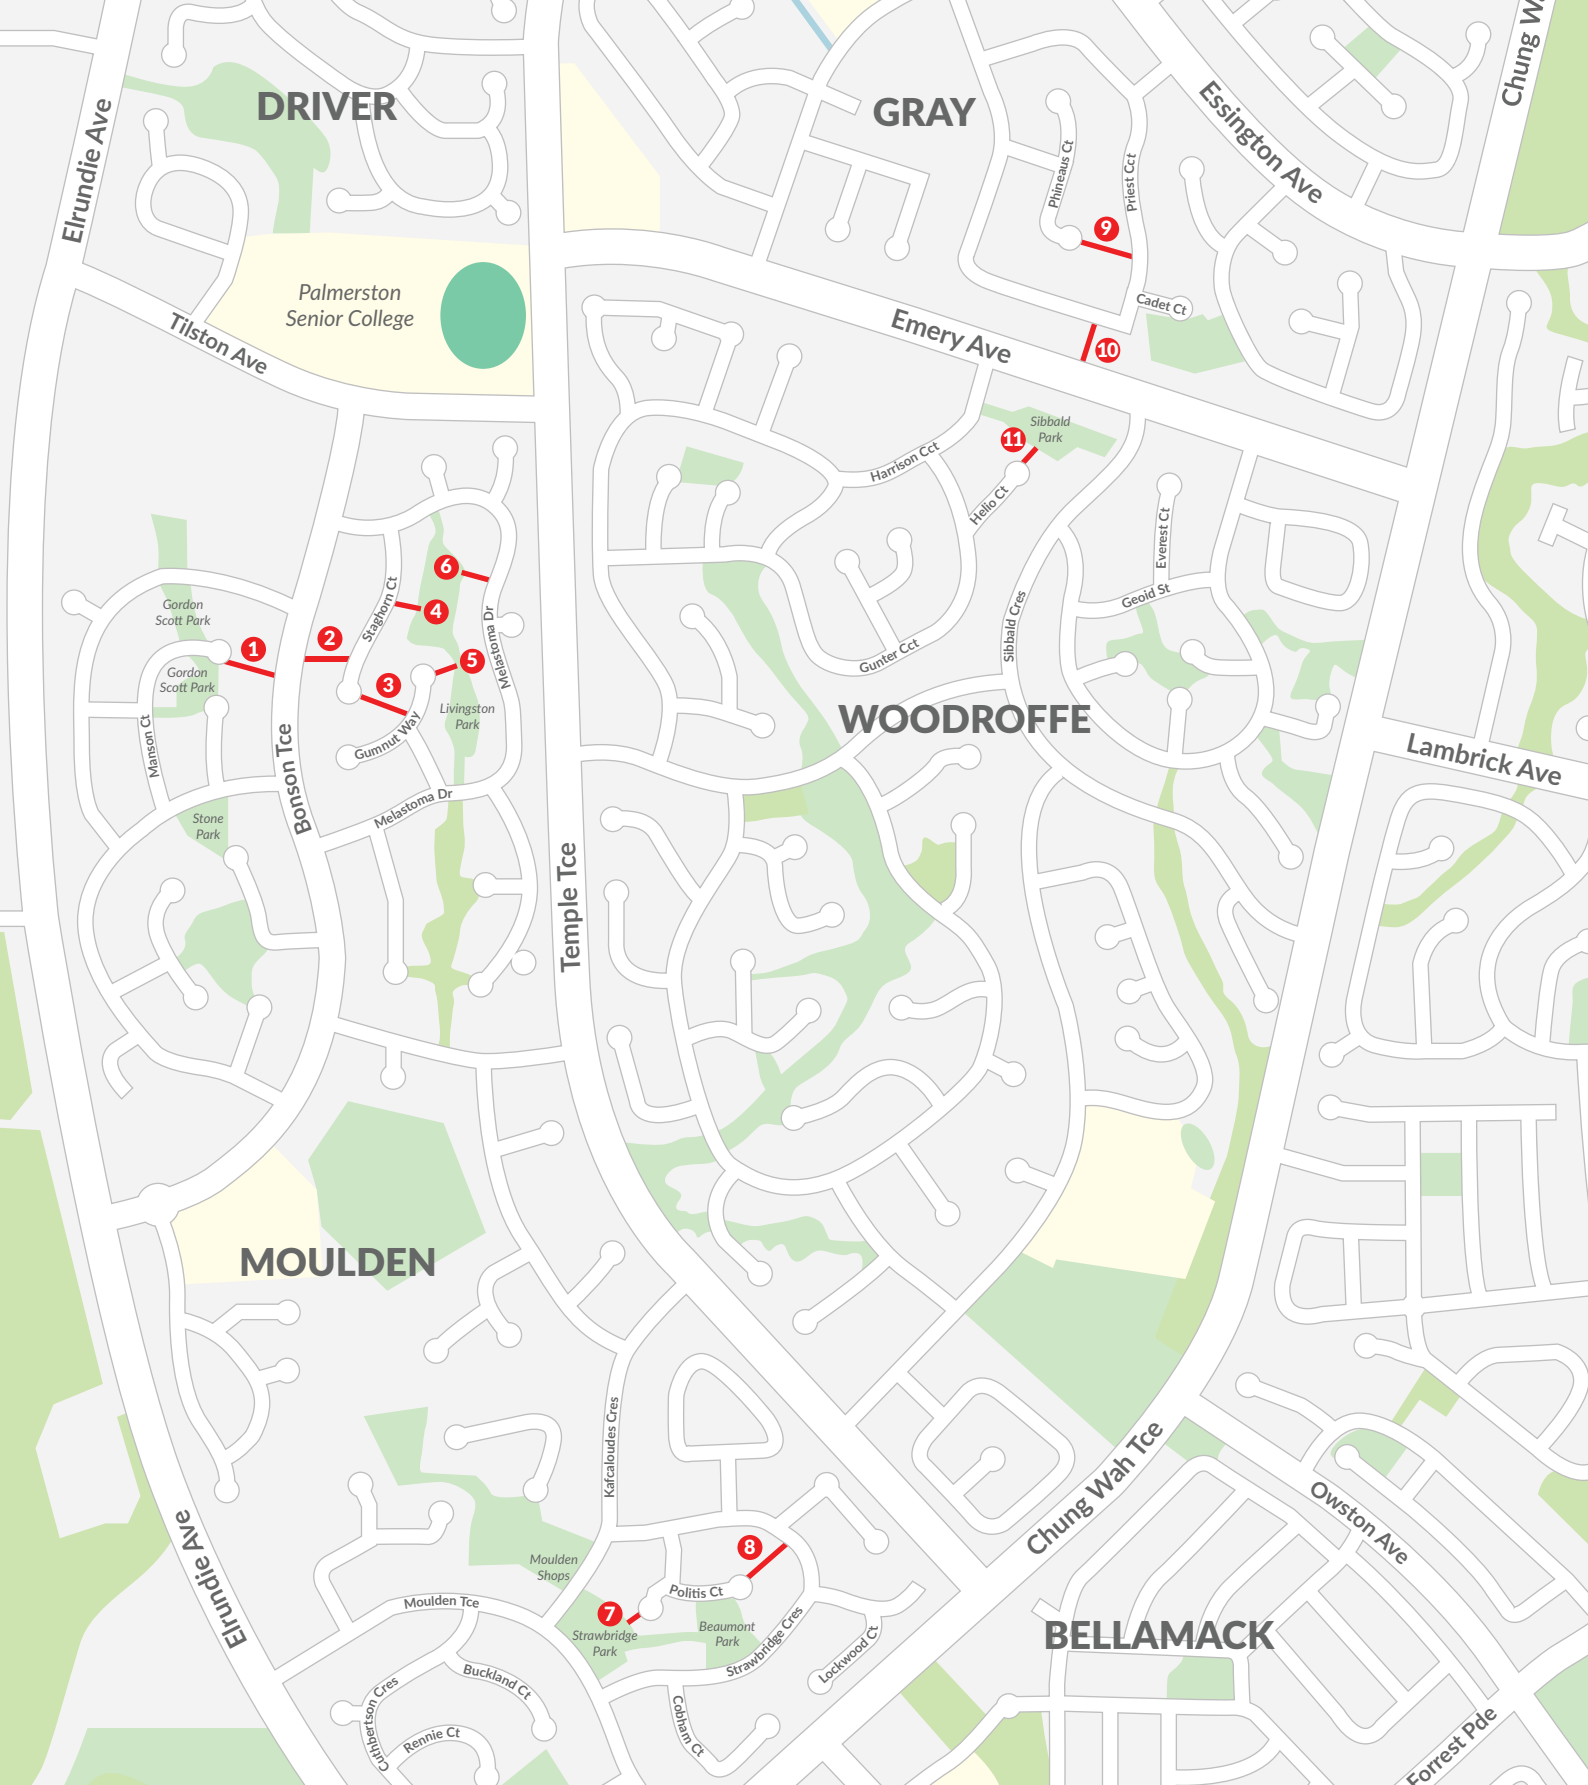 Chung W
DRIVER
GRAY
Essington Ave
Elrundie Ave
Phineaus Ct
Priest Cct
9
Palmerston
Senior College
Cadet Ct
Tilston Ave
Emery Ave
10
Sibbald
Park
11
Harrison Cct
Helio Ct
Everest Ct
6
4
Geoid St
Gordon
Scott Park
Staghorn Ct
Melastoma Dr
Sibbald Cres
1
2
5
Gunter Cct
Gordon
Scott Park
3
Livingston
Park
WOODROFFE
Manson Ct
Gumnut Way
Lambrick Ave
Bonson Tce
Melastoma Dr
Stone
Park
Temple Tce
MOULDEN
Kafcaloudes Cres
Chung Wah Tce
Owston Ave
Elrundie Ave
8
Moulden
Shops
Politis Ct
Moulden Tce
7
Strawbridge
Park
Beaumont
Park
Strawbridge Cres
Lockwood Ct
BELLAMACK
Buckland Ct
Cuthbertson Cres
Rennie Ct
Cobham Ct
Forrest Pde